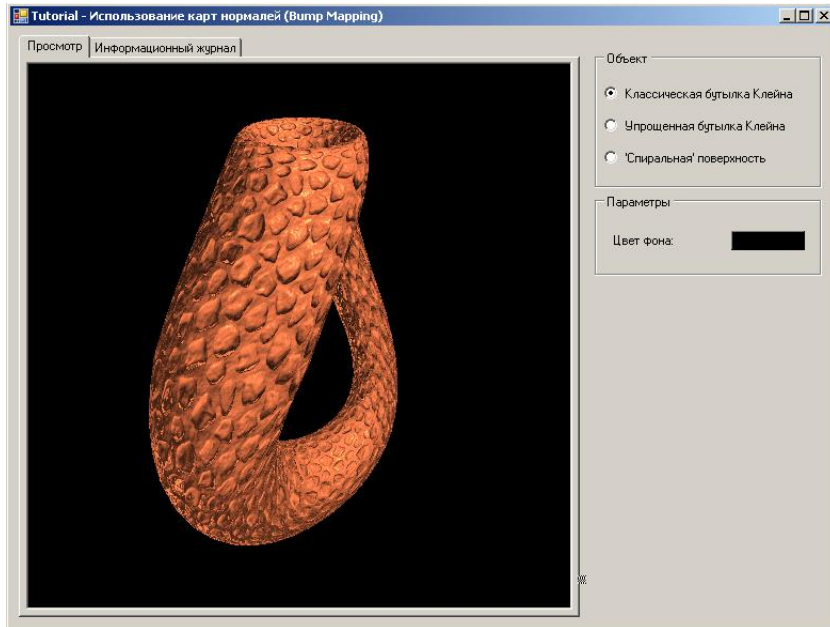 Tutorial - Использование карт нормалей (Bump Mapping)
Просмотр
Информационный журнал
Объект
Классическая бутылка Клейна
Упрощенная бутылка Клейна
'Спиральная' поверхность
Параметры
Цвет фона: